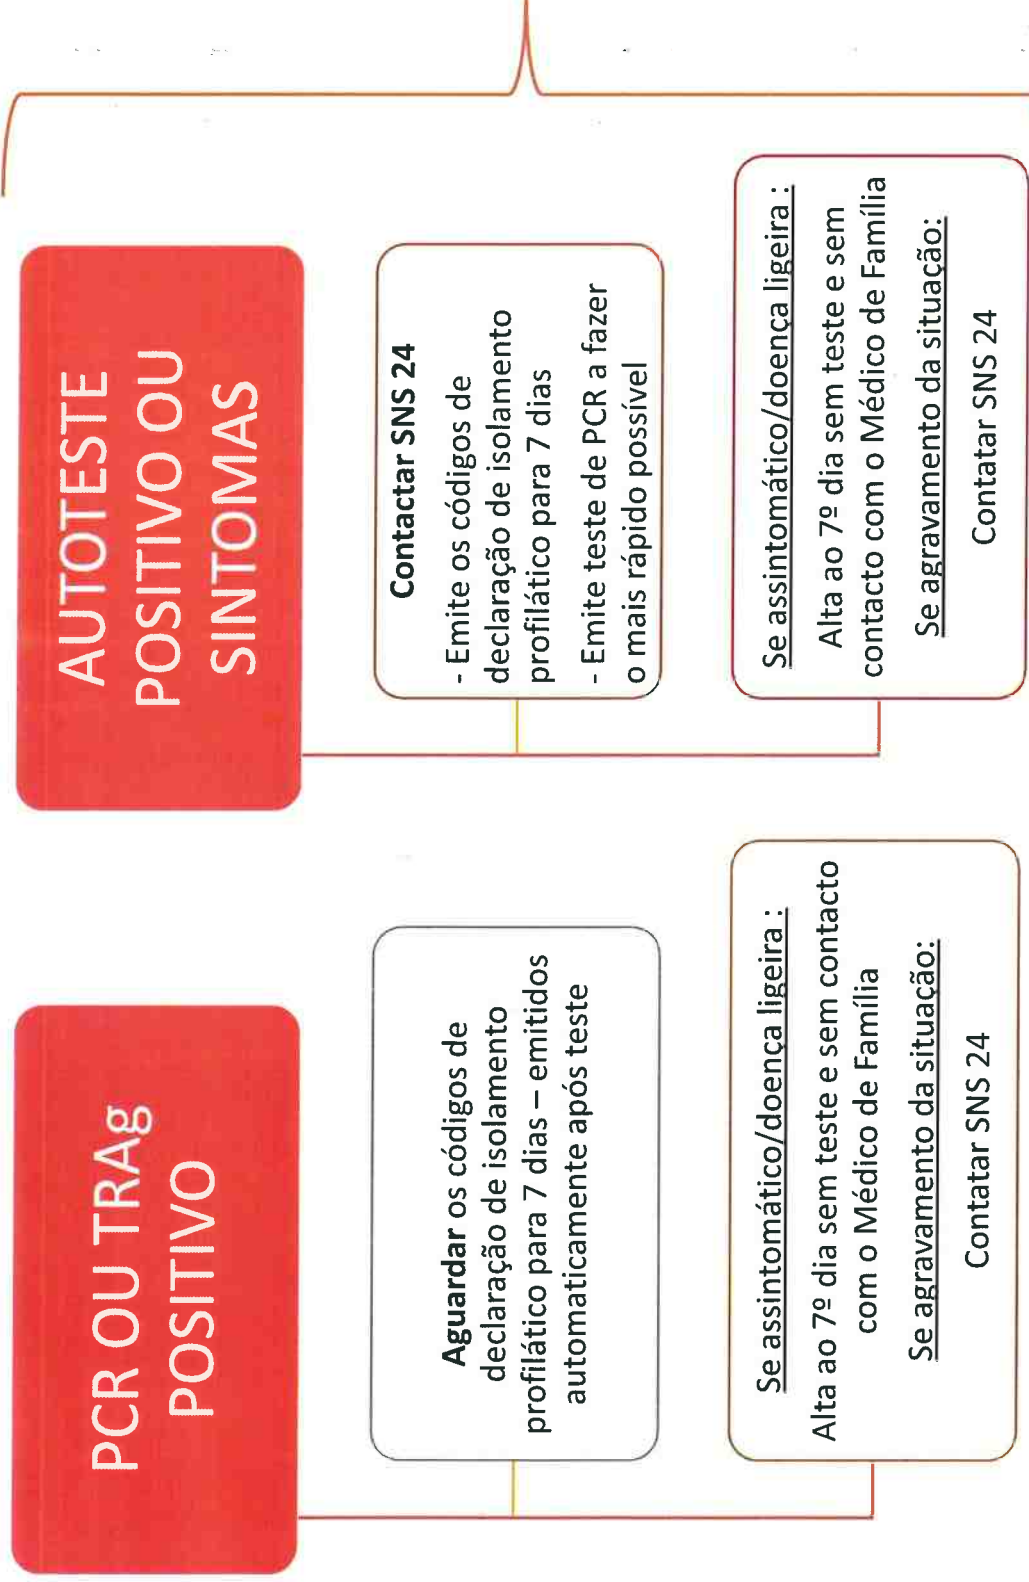 PCR OU TRAg
POSITIVO
Aguardar os códigos de
declaração de isolamento
profilático para 7 dias – emitidos
automaticamente após teste
Se assintomático/doença ligeira :
Alta ao 7º dia sem teste e sem contacto
com o Médico de Família
Se agravamento da situação:
Contatar SNS 24
AUTOTESTE
POSITIVO OU
SINTOMAS
Contactar SNS 24
- Emite os códigos de
declaração de isolamento
profilático para 7 dias
- Emite teste de PCR a fazer
o mais rápido possível
Se assintomático/doença ligeira :
Alta ao 7º dia sem teste e sem
contacto com o Médico de Família
Se agravamento da situação:
Contatar SNS 24